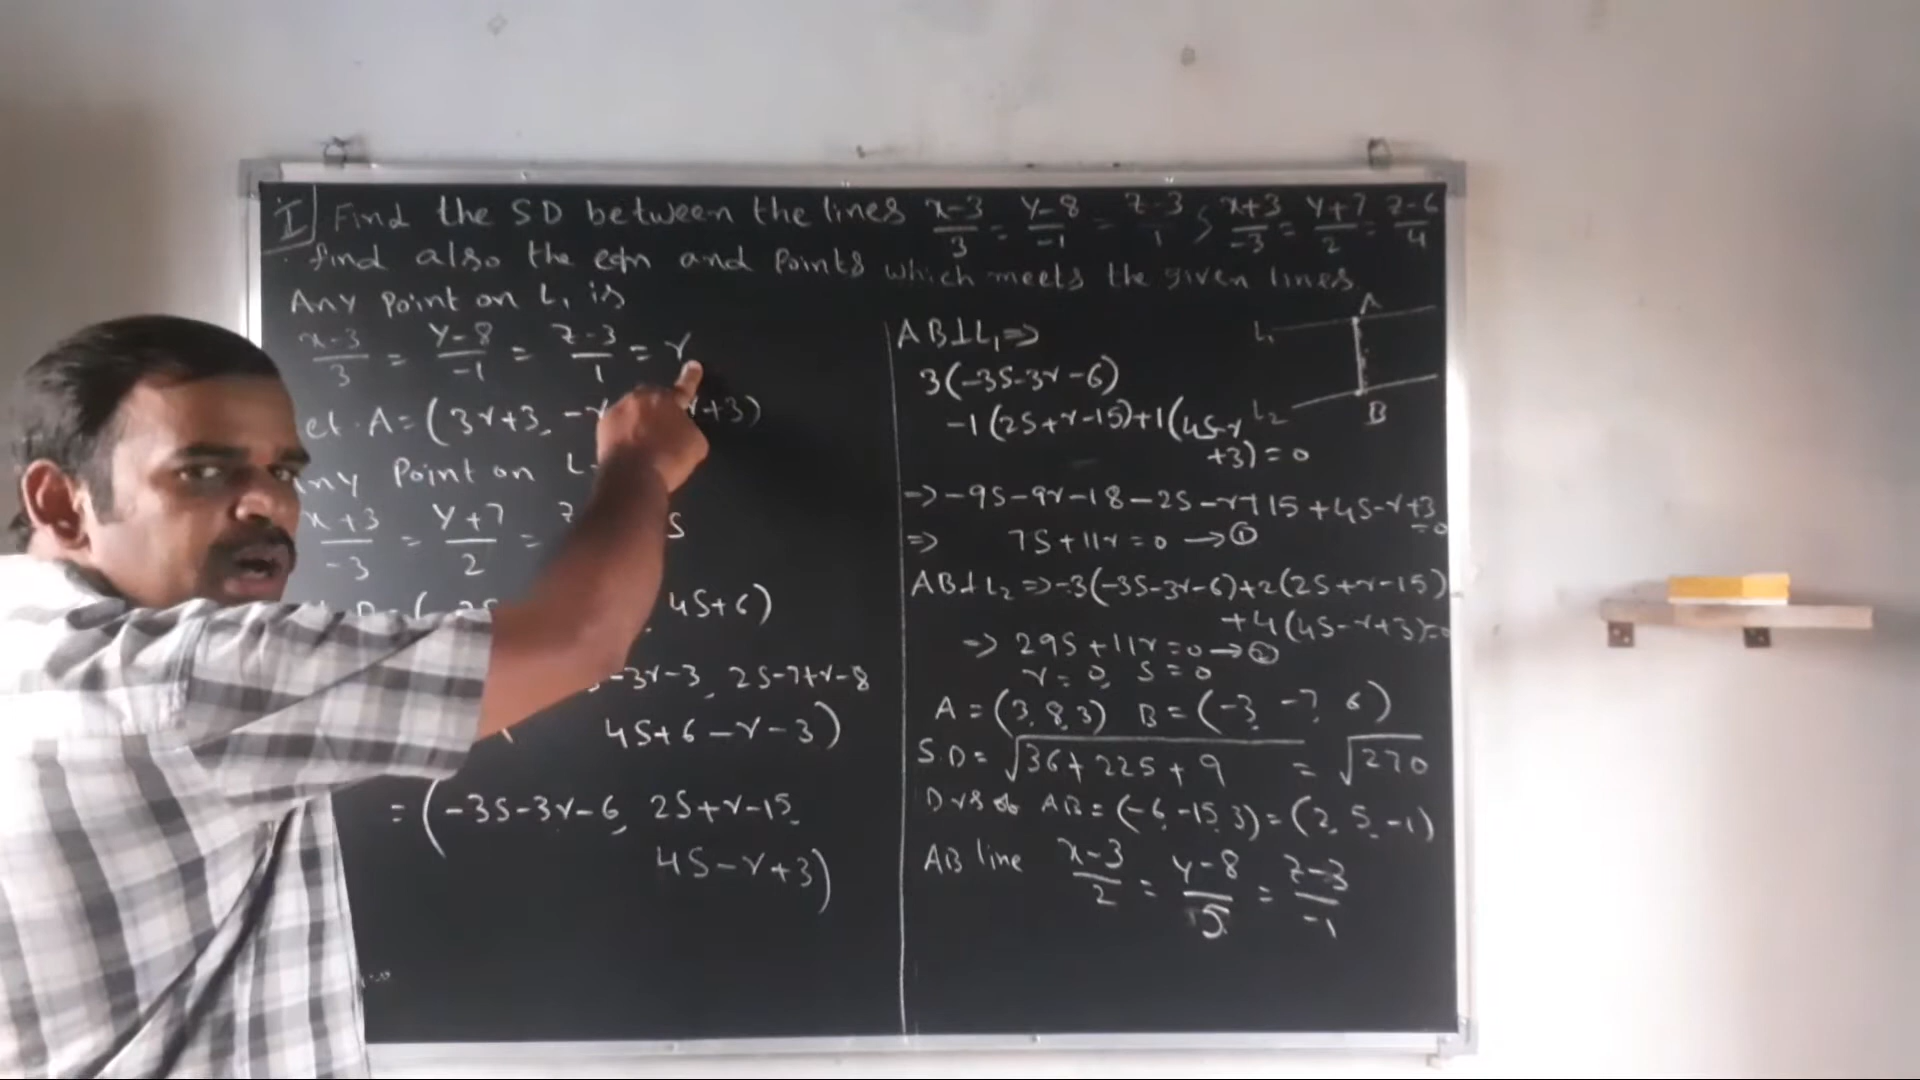 I] Find the SD between the lines x-3/3 = y-8/-1 = z-3/1 ; x+3/-3 = y+7/2 = z-6/4
find also the eqn and points which meets the given lines.
Any point on L₁ is
x-3/3 = y-8/-1 = z-3/1 = r
et A = (3r+3, -r r+3)
ny point on L
x+3/-3 = y+7/2 = z S
4S+6)
-3r-3, 2S-7+r-8
4S+6-r-3)
= (-3S-3r-6, 2S+r-15,
4S-r+3)
AB⊥L₁ =>
3(-3S-3r-6)
-1(2S+r-15)+1(4S-r
+3) = 0
=> -9S-9r-18-2S-r+15+4S-r+3
=0
=> 7S+11r=0 → ①
AB⊥L₂ => -3(-3S-3r-6)+2(2S+r-15)
+4(4S-r+3)=0
=> 29S+11r=0 → ②
r=0, S=0
A = (3,8,3) B = (-3, -7, 6)
S.D = √36+225+9 = √270
Drs of AB = (-6,-15,3) = (2, 5, -1)
AB line x-3/2 = y-8/5 = z-3/-1
A
L₁
L₂
B